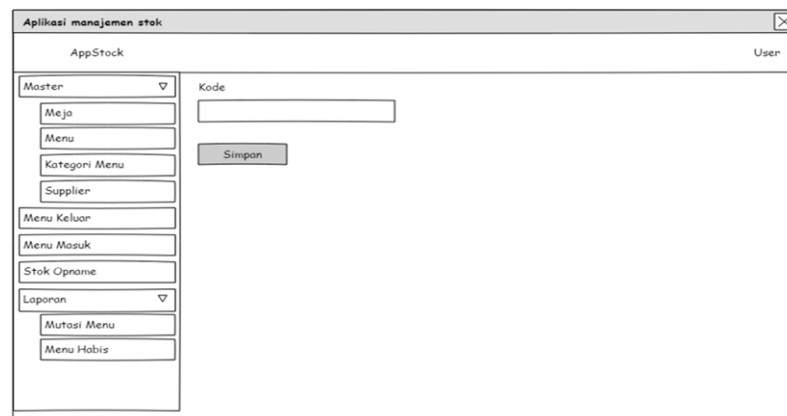 Aplikasi manajemen stok
AppStock
User
Master
Meja
Menu
Kategori Menu
Supplier
Menu Keluar
Menu Masuk
Stok Opname
Laporan
Mutasi Menu
Menu Habis
Kode
Simpan